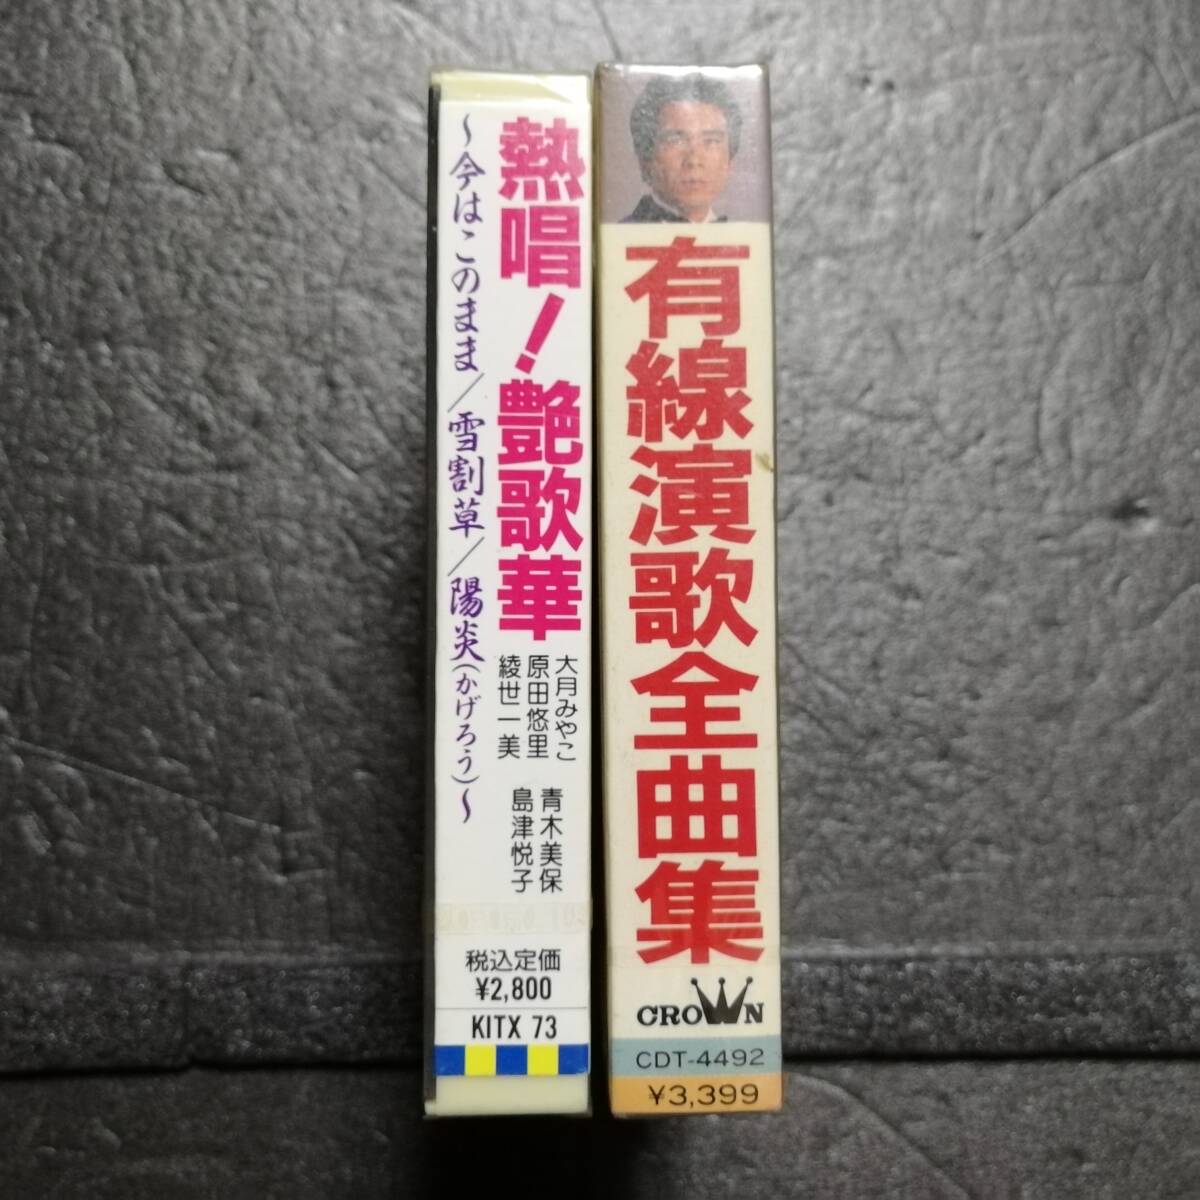 熱唱！艶歌華
〜今はこのまま／雪割草／陽炎(かげろう)〜
大月みやこ
原田悠里
綾世一美
青木美保
島津悦子
税込定価
¥2,800
KITX 73
有線演歌全曲集
CROWN
CDT-4492
¥3,399